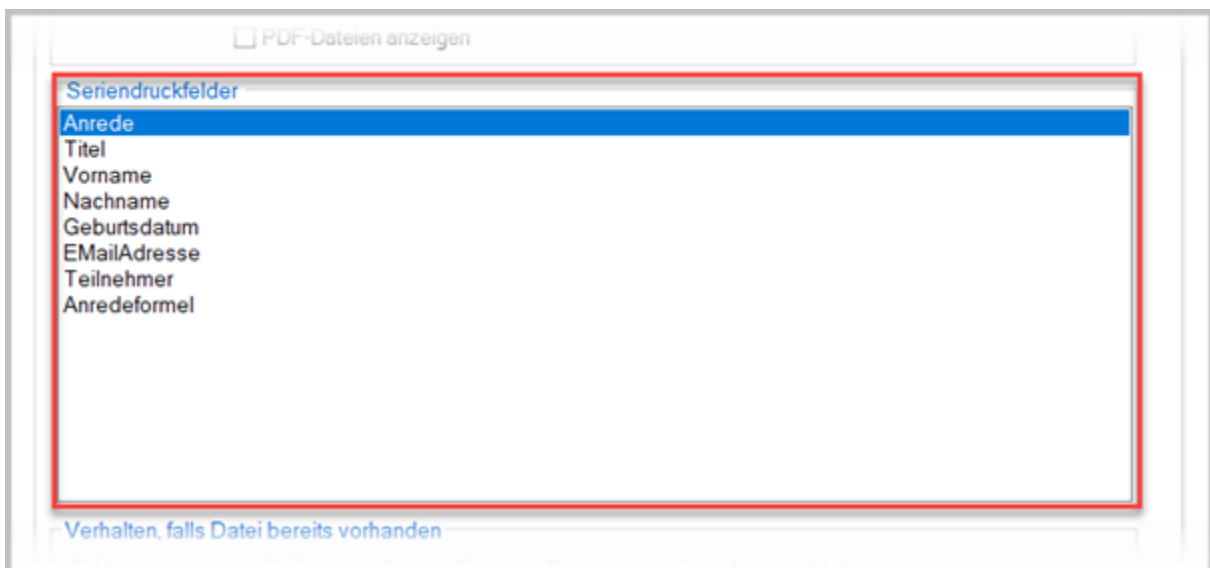 PDF-Dateien anzeigen
Seriendruckfelder
Anrede
Titel
Vorname
Nachname
Geburtsdatum
EMailAdresse
Teilnehmer
Anredeformel
Verhalten, falls Datei bereits vorhanden